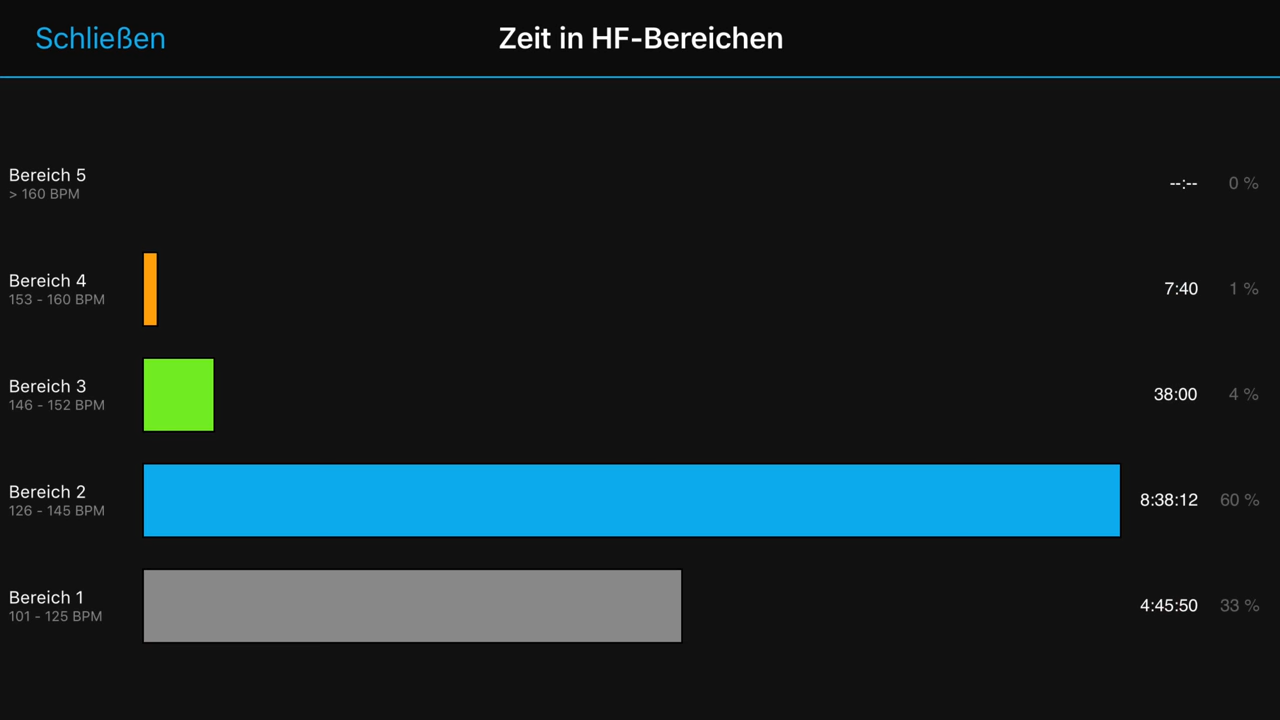 Schließen
Zeit in HF-Bereichen
Bereich 5
> 160 BPM
--:--
0 %
Bereich 4
153 - 160 BPM
7:40
1 %
Bereich 3
146 - 152 BPM
38:00
4 %
Bereich 2
126 - 145 BPM
8:38:12
60 %
Bereich 1
101 - 125 BPM
4:45:50
33 %